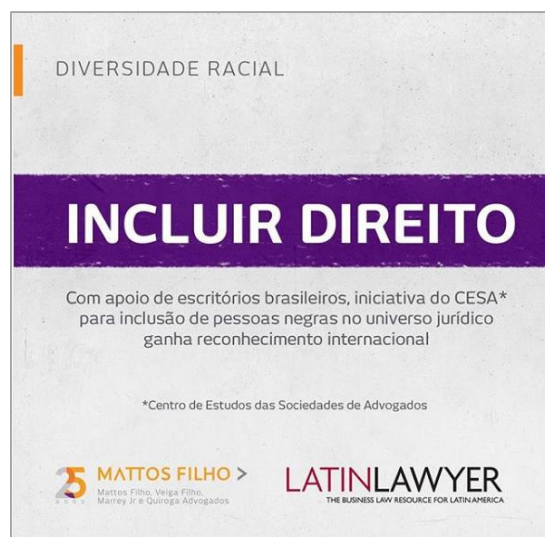 DIVERSIDADE RACIAL
INCLUIR DIREITO
Com apoio de escritórios brasileiros, iniciativa do CESA*
para inclusão de pessoas negras no universo jurídico
ganha reconhecimento internacional
*Centro de Estudos das Sociedades de Advogados
25
ANOS
MATTOS FILHO >
Mattos Filho, Veiga Filho,
Marrey Jr e Quiroga Advogados
LATINLAWYER
THE BUSINESS LAW RESOURCE FOR LATIN AMERICA